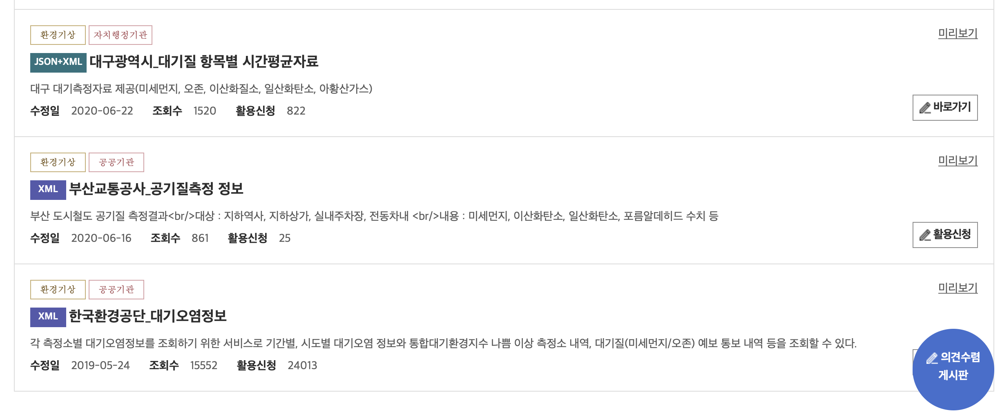 환경기상 자치행정기관 미리보기
JSON+XML 대구광역시_대기질 항목별 시간평균자료
대구 대기측정자료 제공(미세먼지, 오존, 이산화질소, 일산화탄소, 아황산가스)
수정일 2020-06-22 조회수 1520 활용신청 822 바로가기
환경기상 공공기관 미리보기
XML 부산교통공사_공기질측정 정보
부산 도시철도 공기질 측정결과<br/>대상 : 지하역사, 지하상가, 실내주차장, 전동차내 <br/>내용 : 미세먼지, 이산화탄소, 일산화탄소, 포름알데히드 수치 등
수정일 2020-06-16 조회수 861 활용신청 25 활용신청
환경기상 공공기관 미리보기
XML 한국환경공단_대기오염정보
각 측정소별 대기오염정보를 조회하기 위한 서비스로 기간별, 시도별 대기오염 정보와 통합대기환경지수 나쁨 이상 측정소 내역, 대기질(미세먼지/오존) 예보 통보 내역 등을 조회할 수 있다.
수정일 2019-05-24 조회수 15552 활용신청 24013
의견수렴
게시판